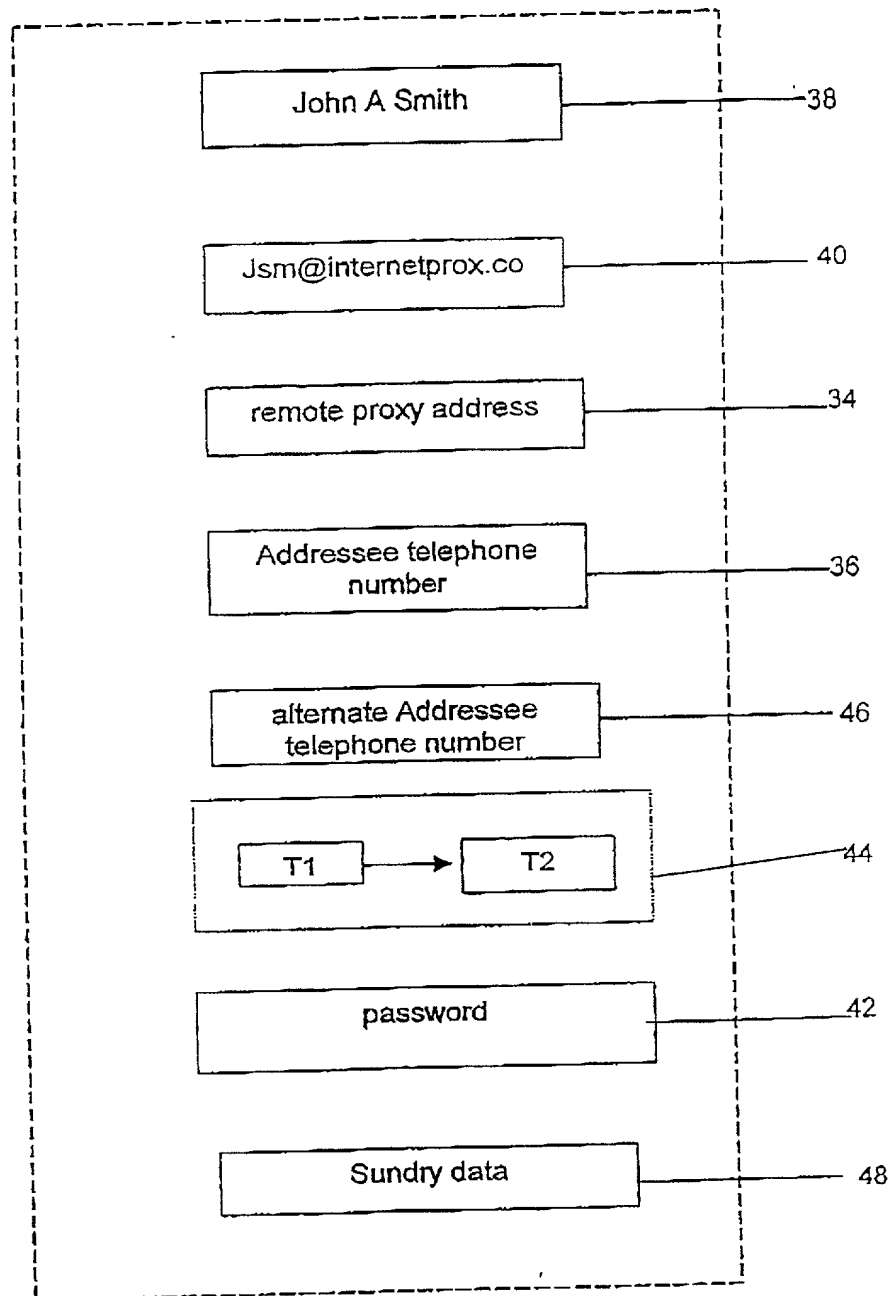 John A Smith
38
Jsm@internetprox.co
40
remote proxy address
34
Addressee telephone
number
36
alternate Addressee
telephone number
46
T1
T2
44
password
42
Sundry data
48